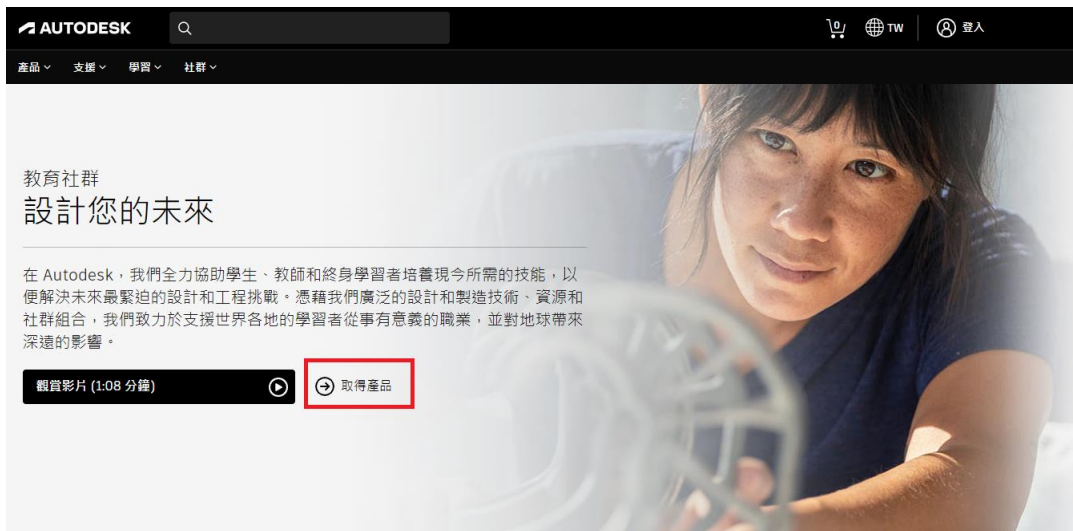 AUTODESK
0
TW
登入
產品
支援
學習
社群
教育社群
設計您的未來
在 Autodesk，我們全力協助學生、教師和終身學習者培養現今所需的技能，以
便解決未來最緊迫的設計和工程挑戰。憑藉我們廣泛的設計和製造技術、資源和
社群組合，我們致力於支援世界各地的學習者從事有意義的職業，並對地球帶來
深遠的影響。
觀賞影片 (1:08 分鐘)
取得產品